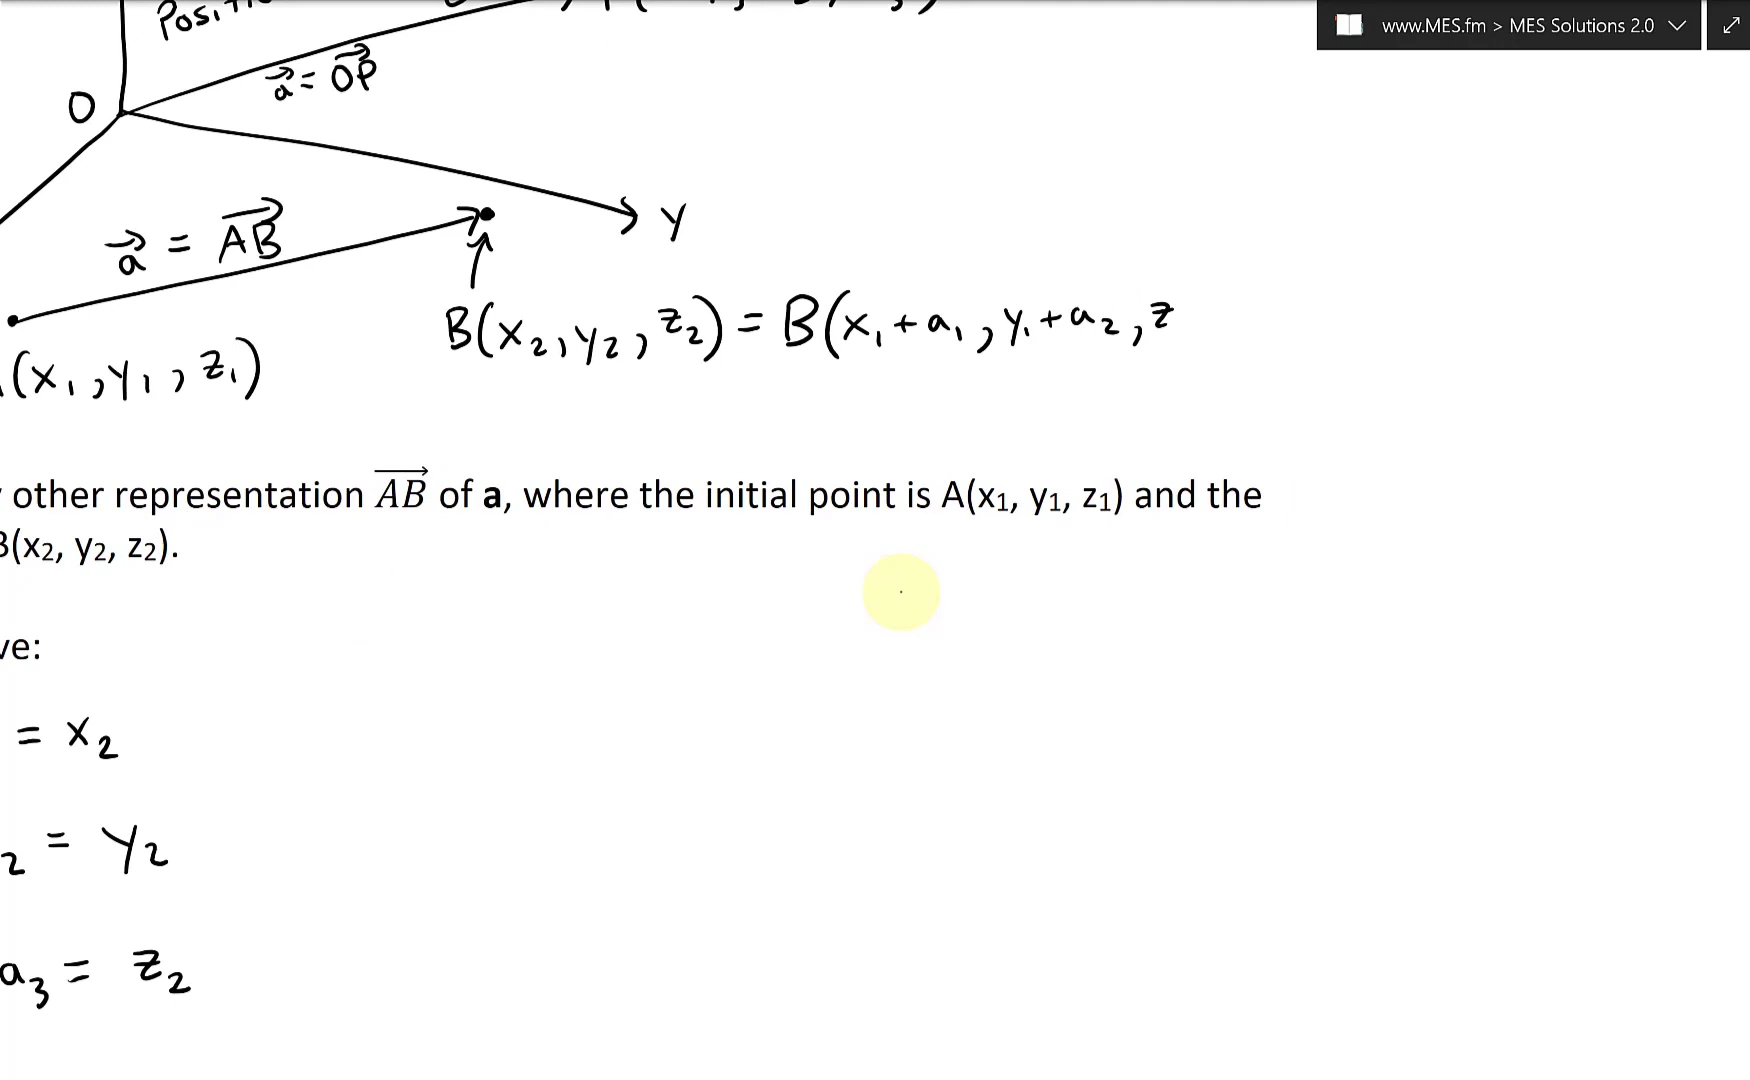 www.MES.fm > MES Solutions 2.0
O
a = OP
y
a = AB
B(x₂, y₂, z₂) = B(x₁ + a₁, y₁ + a₂, z
(x₁, y₁, z₁)
other representation AB of a, where the initial point is A(x₁, y₁, z₁) and the
B(x₂, y₂, z₂).
ve:
= x₂
₂ = y₂
a₃ = z₂